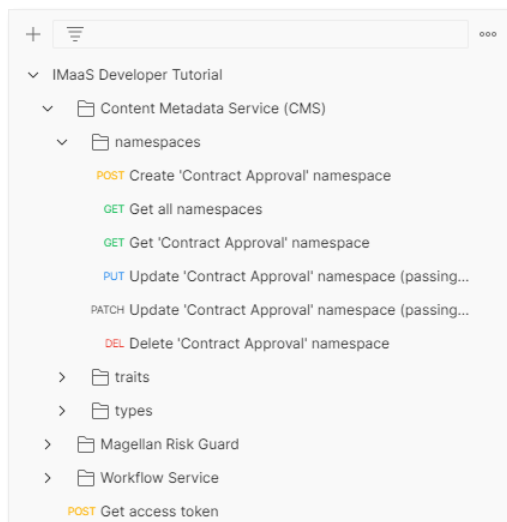 IMaaS Developer Tutorial
Content Metadata Service (CMS)
namespaces
POST Create 'Contract Approval' namespace
GET Get all namespaces
GET Get 'Contract Approval' namespace
PUT Update 'Contract Approval' namespace (passing...
PATCH Update 'Contract Approval' namespace (passing...
DEL Delete 'Contract Approval' namespace
traits
types
Magellan Risk Guard
Workflow Service
POST Get access token